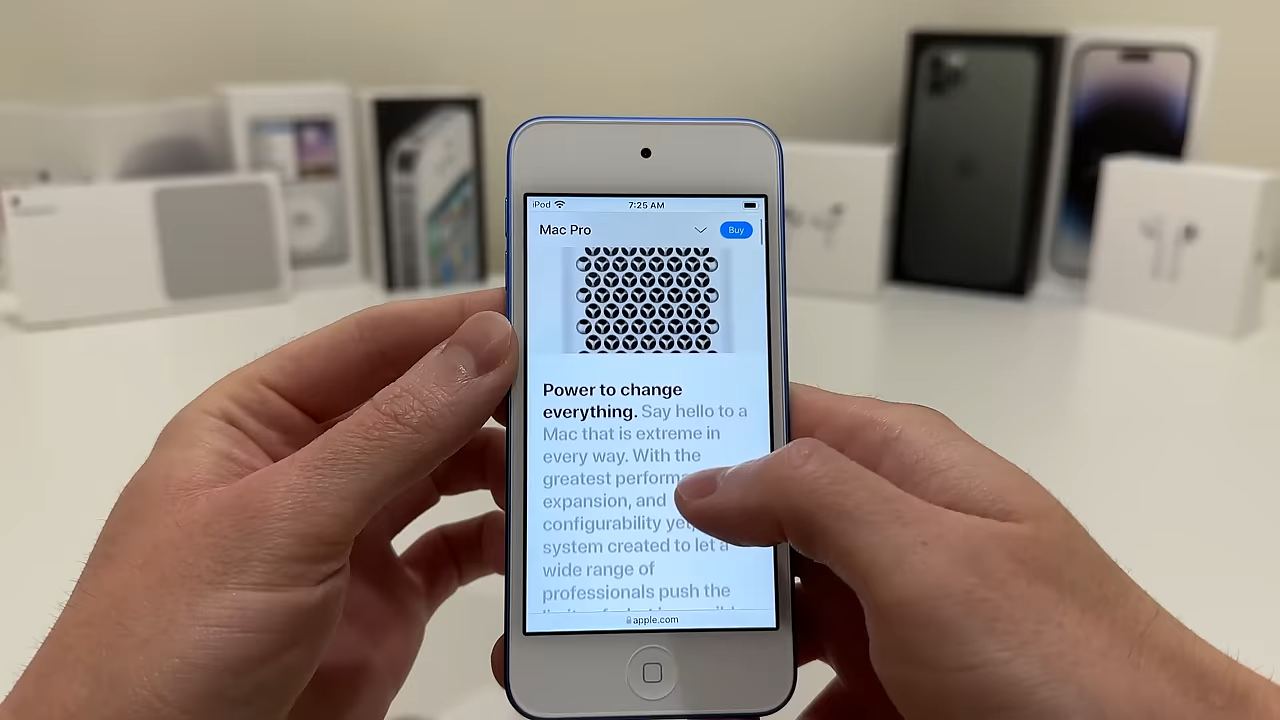 iPod 7:25 AM
Mac Pro Buy
Power to change
everything. Say hello to a
Mac that is extreme in
every way. With the
greatest
expansion, and
configurability
system created to let a
wide range of
professionals push the
apple.com